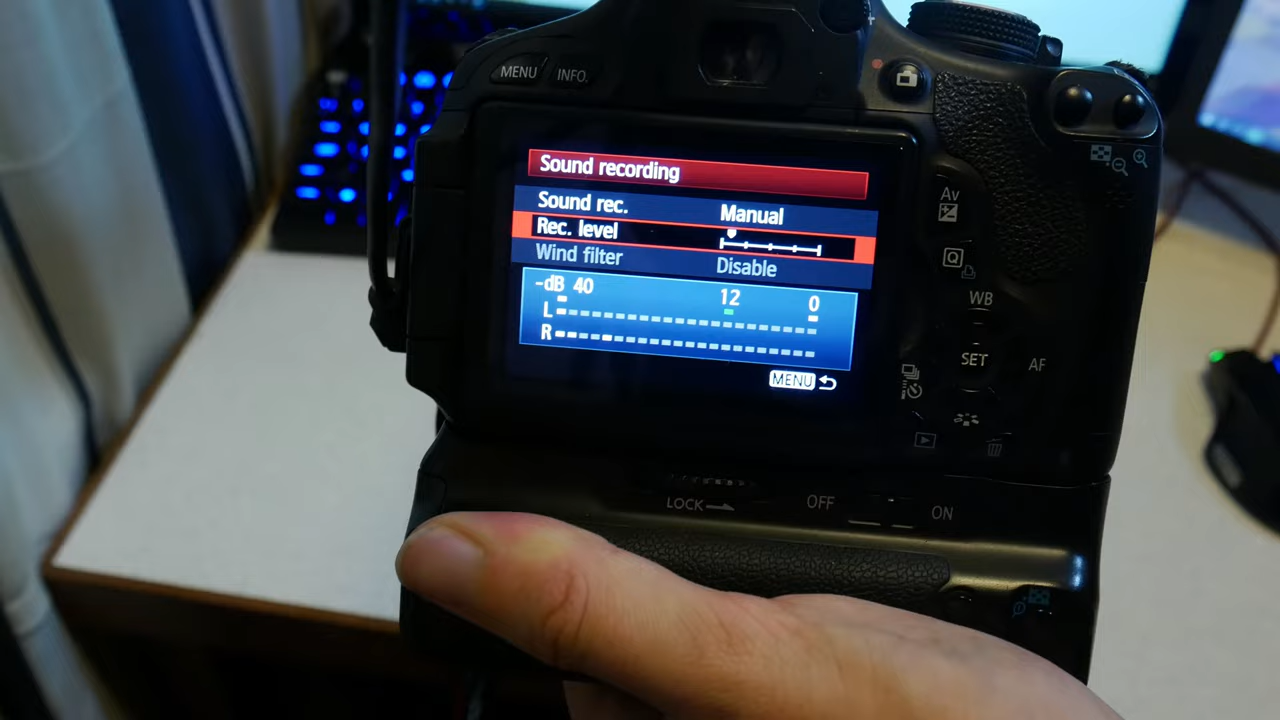 MENU INFO.
Sound recording
Sound rec. Manual
Rec. level
Wind filter Disable
-dB 40 12 0
L
R
MENU
Av
Q
WB
SET
AF
LOCK OFF ON